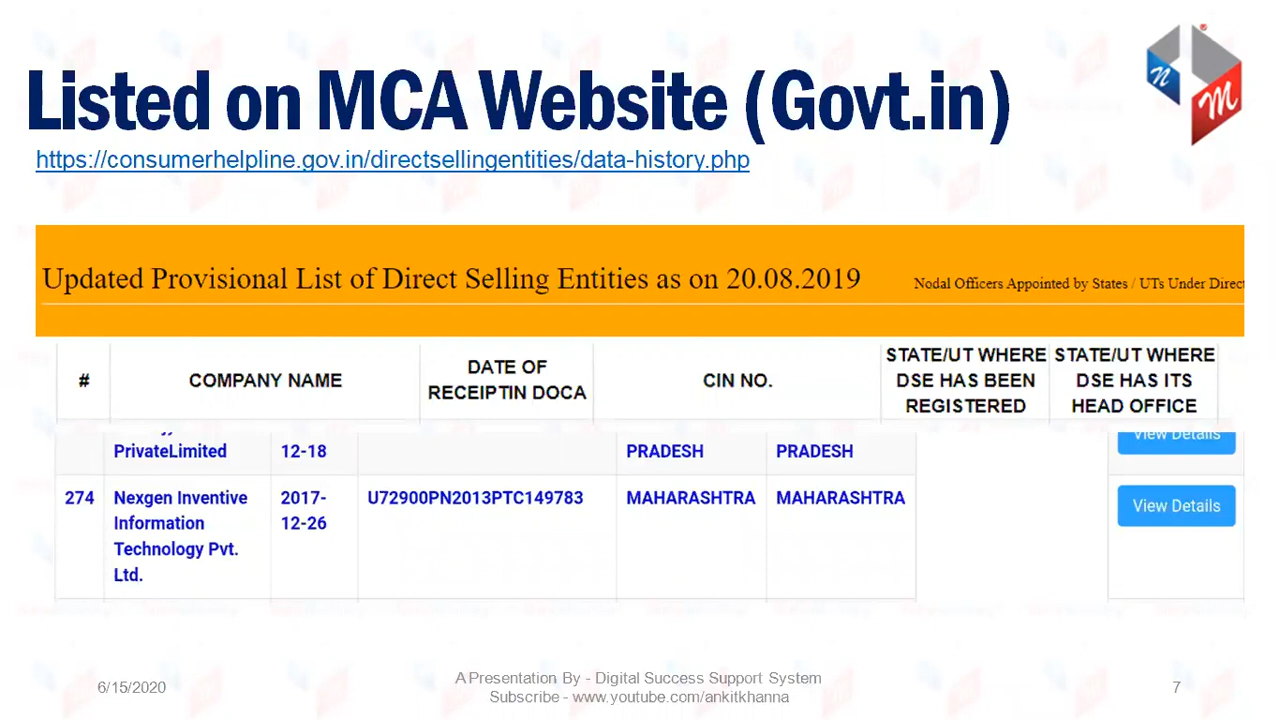 Listed on MCA Website (Govt.in)
https://consumerhelpline.gov.in/directsellingentities/data-history.php
n
M
Updated Provisional List of Direct Selling Entities as on 20.08.2019
Nodal Officers Appointed by States / UTs Under Direct
#
COMPANY NAME
DATE OF
RECEIPTIN DOCA
CIN NO.
STATE/UT WHERE
DSE HAS BEEN
REGISTERED
STATE/UT WHERE
DSE HAS ITS
HEAD OFFICE
PrivateLimited
12-18
PRADESH
PRADESH
View Details
274
Nexgen Inventive
Information
Technology Pvt.
Ltd.
2017-
12-26
U72900PN2013PTC149783
MAHARASHTRA
MAHARASHTRA
View Details
6/15/2020
A Presentation By - Digital Success Support System
Subscribe - www.youtube.com/ankitkhanna
7